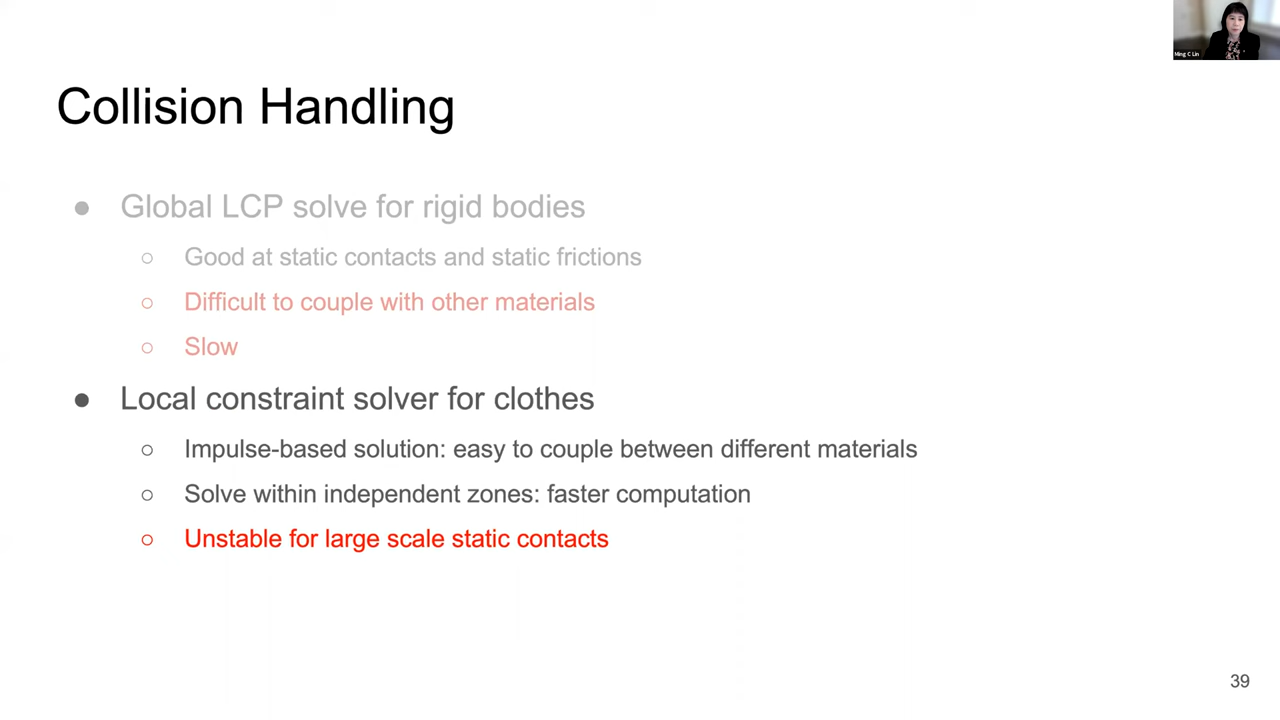 Ming C Lin
Collision Handling
● Global LCP solve for rigid bodies
○ Good at static contacts and static frictions
○ Difficult to couple with other materials
○ Slow
● Local constraint solver for clothes
○ Impulse-based solution: easy to couple between different materials
○ Solve within independent zones: faster computation
○ Unstable for large scale static contacts
39